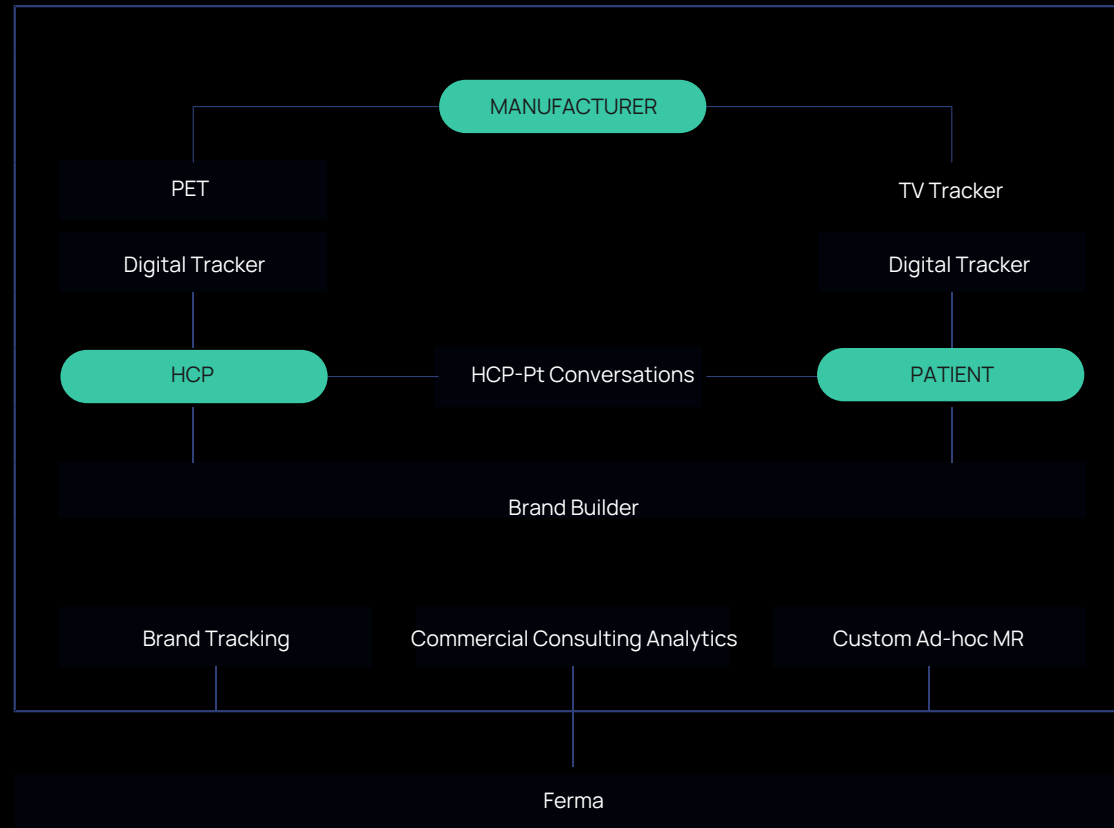 MANUFACTURER
PET
TV Tracker
Digital Tracker
Digital Tracker
HCP
HCP-Pt Conversations
PATIENT
Brand Builder
Brand Tracking
Commercial Consulting Analytics
Custom Ad-hoc MR
Ferma